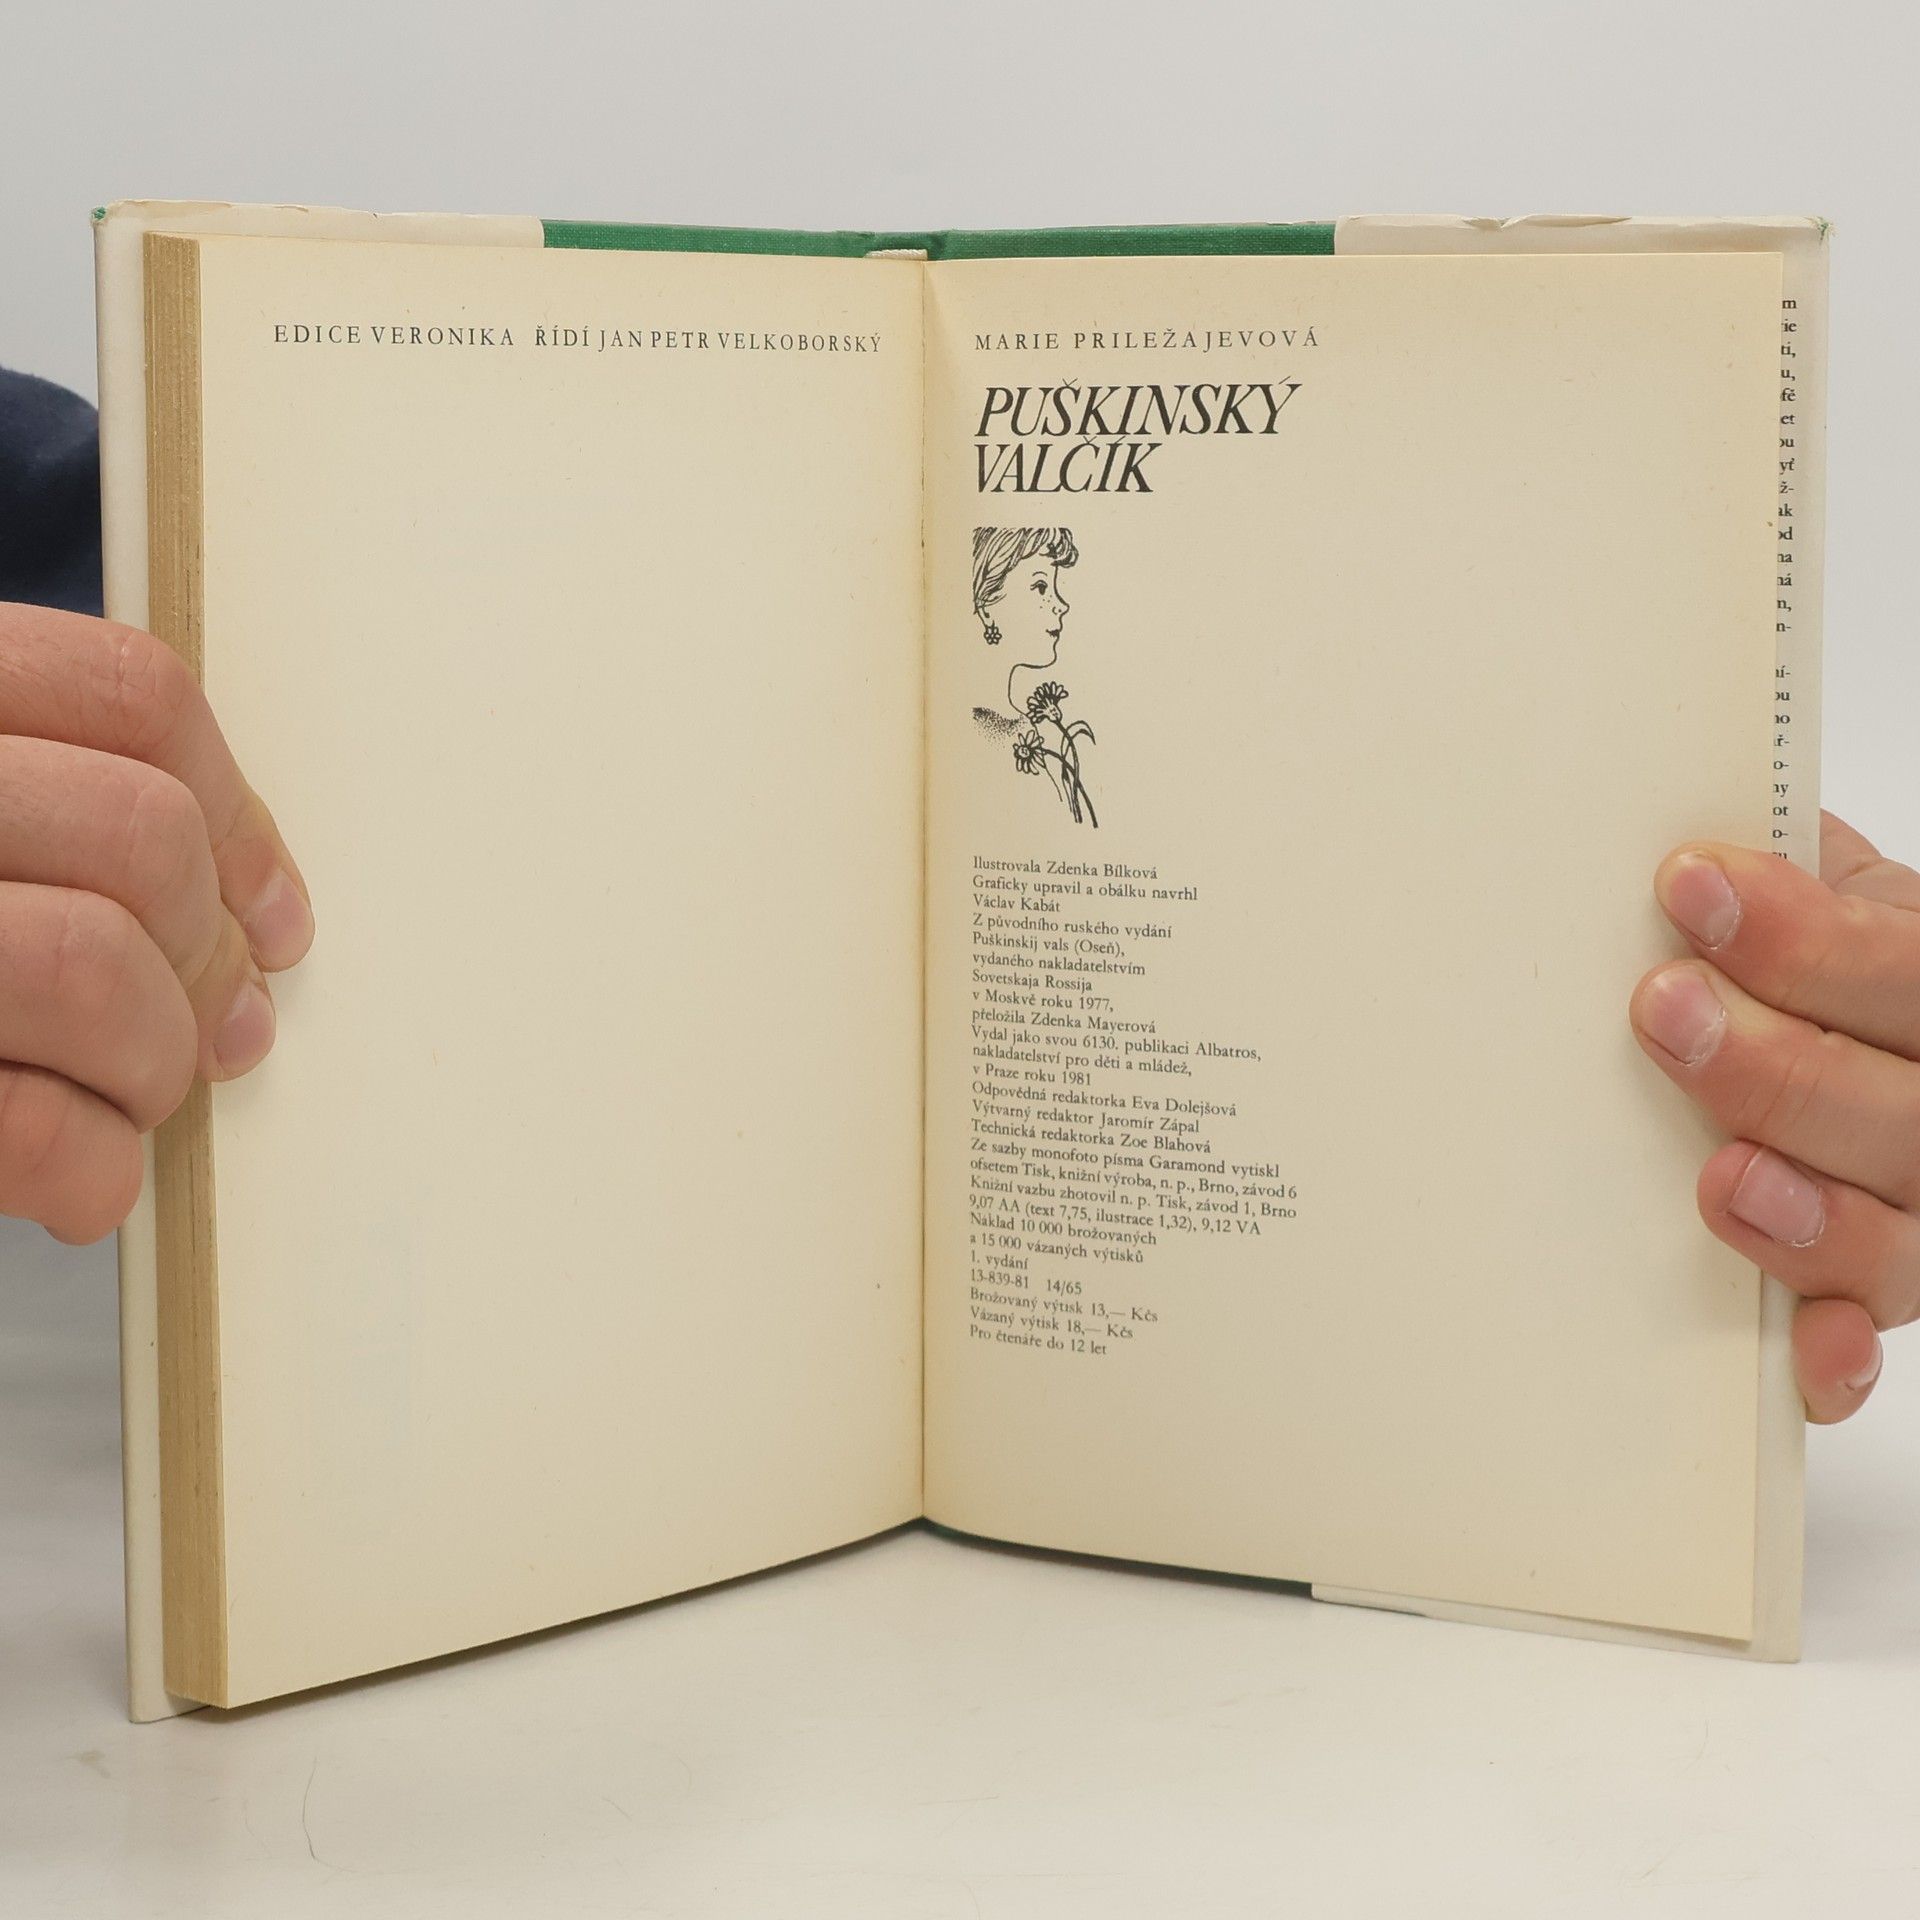 EDICE VERONIKA ŘÍDÍ JAN PETR VELKOBORSKÝ
MARIE PRILEŽAJEVOVÁ
PUŠKINSKÝ
VALČÍK
Ilustrovala Zdenka Bílková
Graficky upravil a obálku navrhl
Václav Kabát
Z původního ruského vydání
Puškinskij vals (Oseň),
vydaného nakladatelstvím
Sovetskaja Rossija
v Moskvě roku 1977,
přeložila Zdenka Mayerová
Vydal jako svou 6130. publikaci Albatros,
nakladatelství pro děti a mládež,
v Praze roku 1981
Odpovědná redaktorka Eva Dolejšová
Výtvarný redaktor Jaromír Zápal
Technická redaktorka Zoe Blahová
Ze sazby monofoto písma Garamond vytiskl
ofsetem Tisk, knižní výroba, n. p., Brno, závod 6
Knižní vazbu zhotovil n. p. Tisk, závod 1, Brno
9,07 AA (text 7,75, ilustrace 1,32), 9,12 VA
Náklad 10 000 brožovaných
a 15 000 vázaných výtisků
1. vydání
13-839-81 14/65
Brožovaný výtisk 13,— Kčs
Vázaný výtisk 18,— Kčs
Pro čtenáře do 12 let